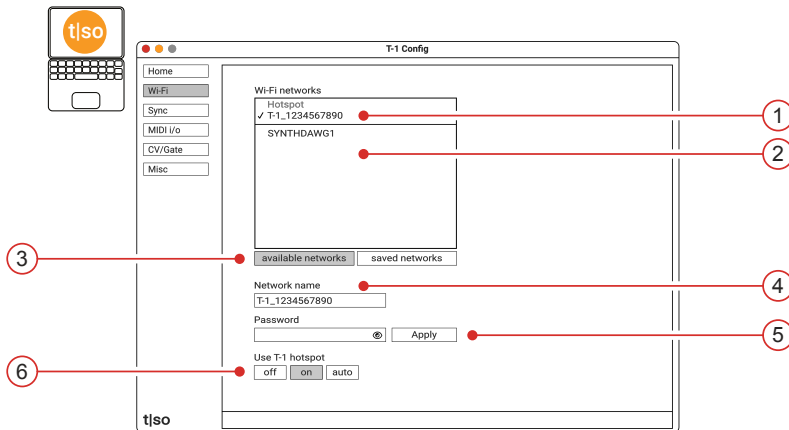 t|so
T-1 Config
Home
Wi-Fi
Sync
MIDI i/o
CV/Gate
Misc
Wi-Fi networks
Hotspot
✓ T-1_1234567890
SYNTHDAWG1
available networks saved networks
Network name
T-1_1234567890
Password
Apply
Use T-1 hotspot
off on auto
t|so
1
2
3
4
5
6